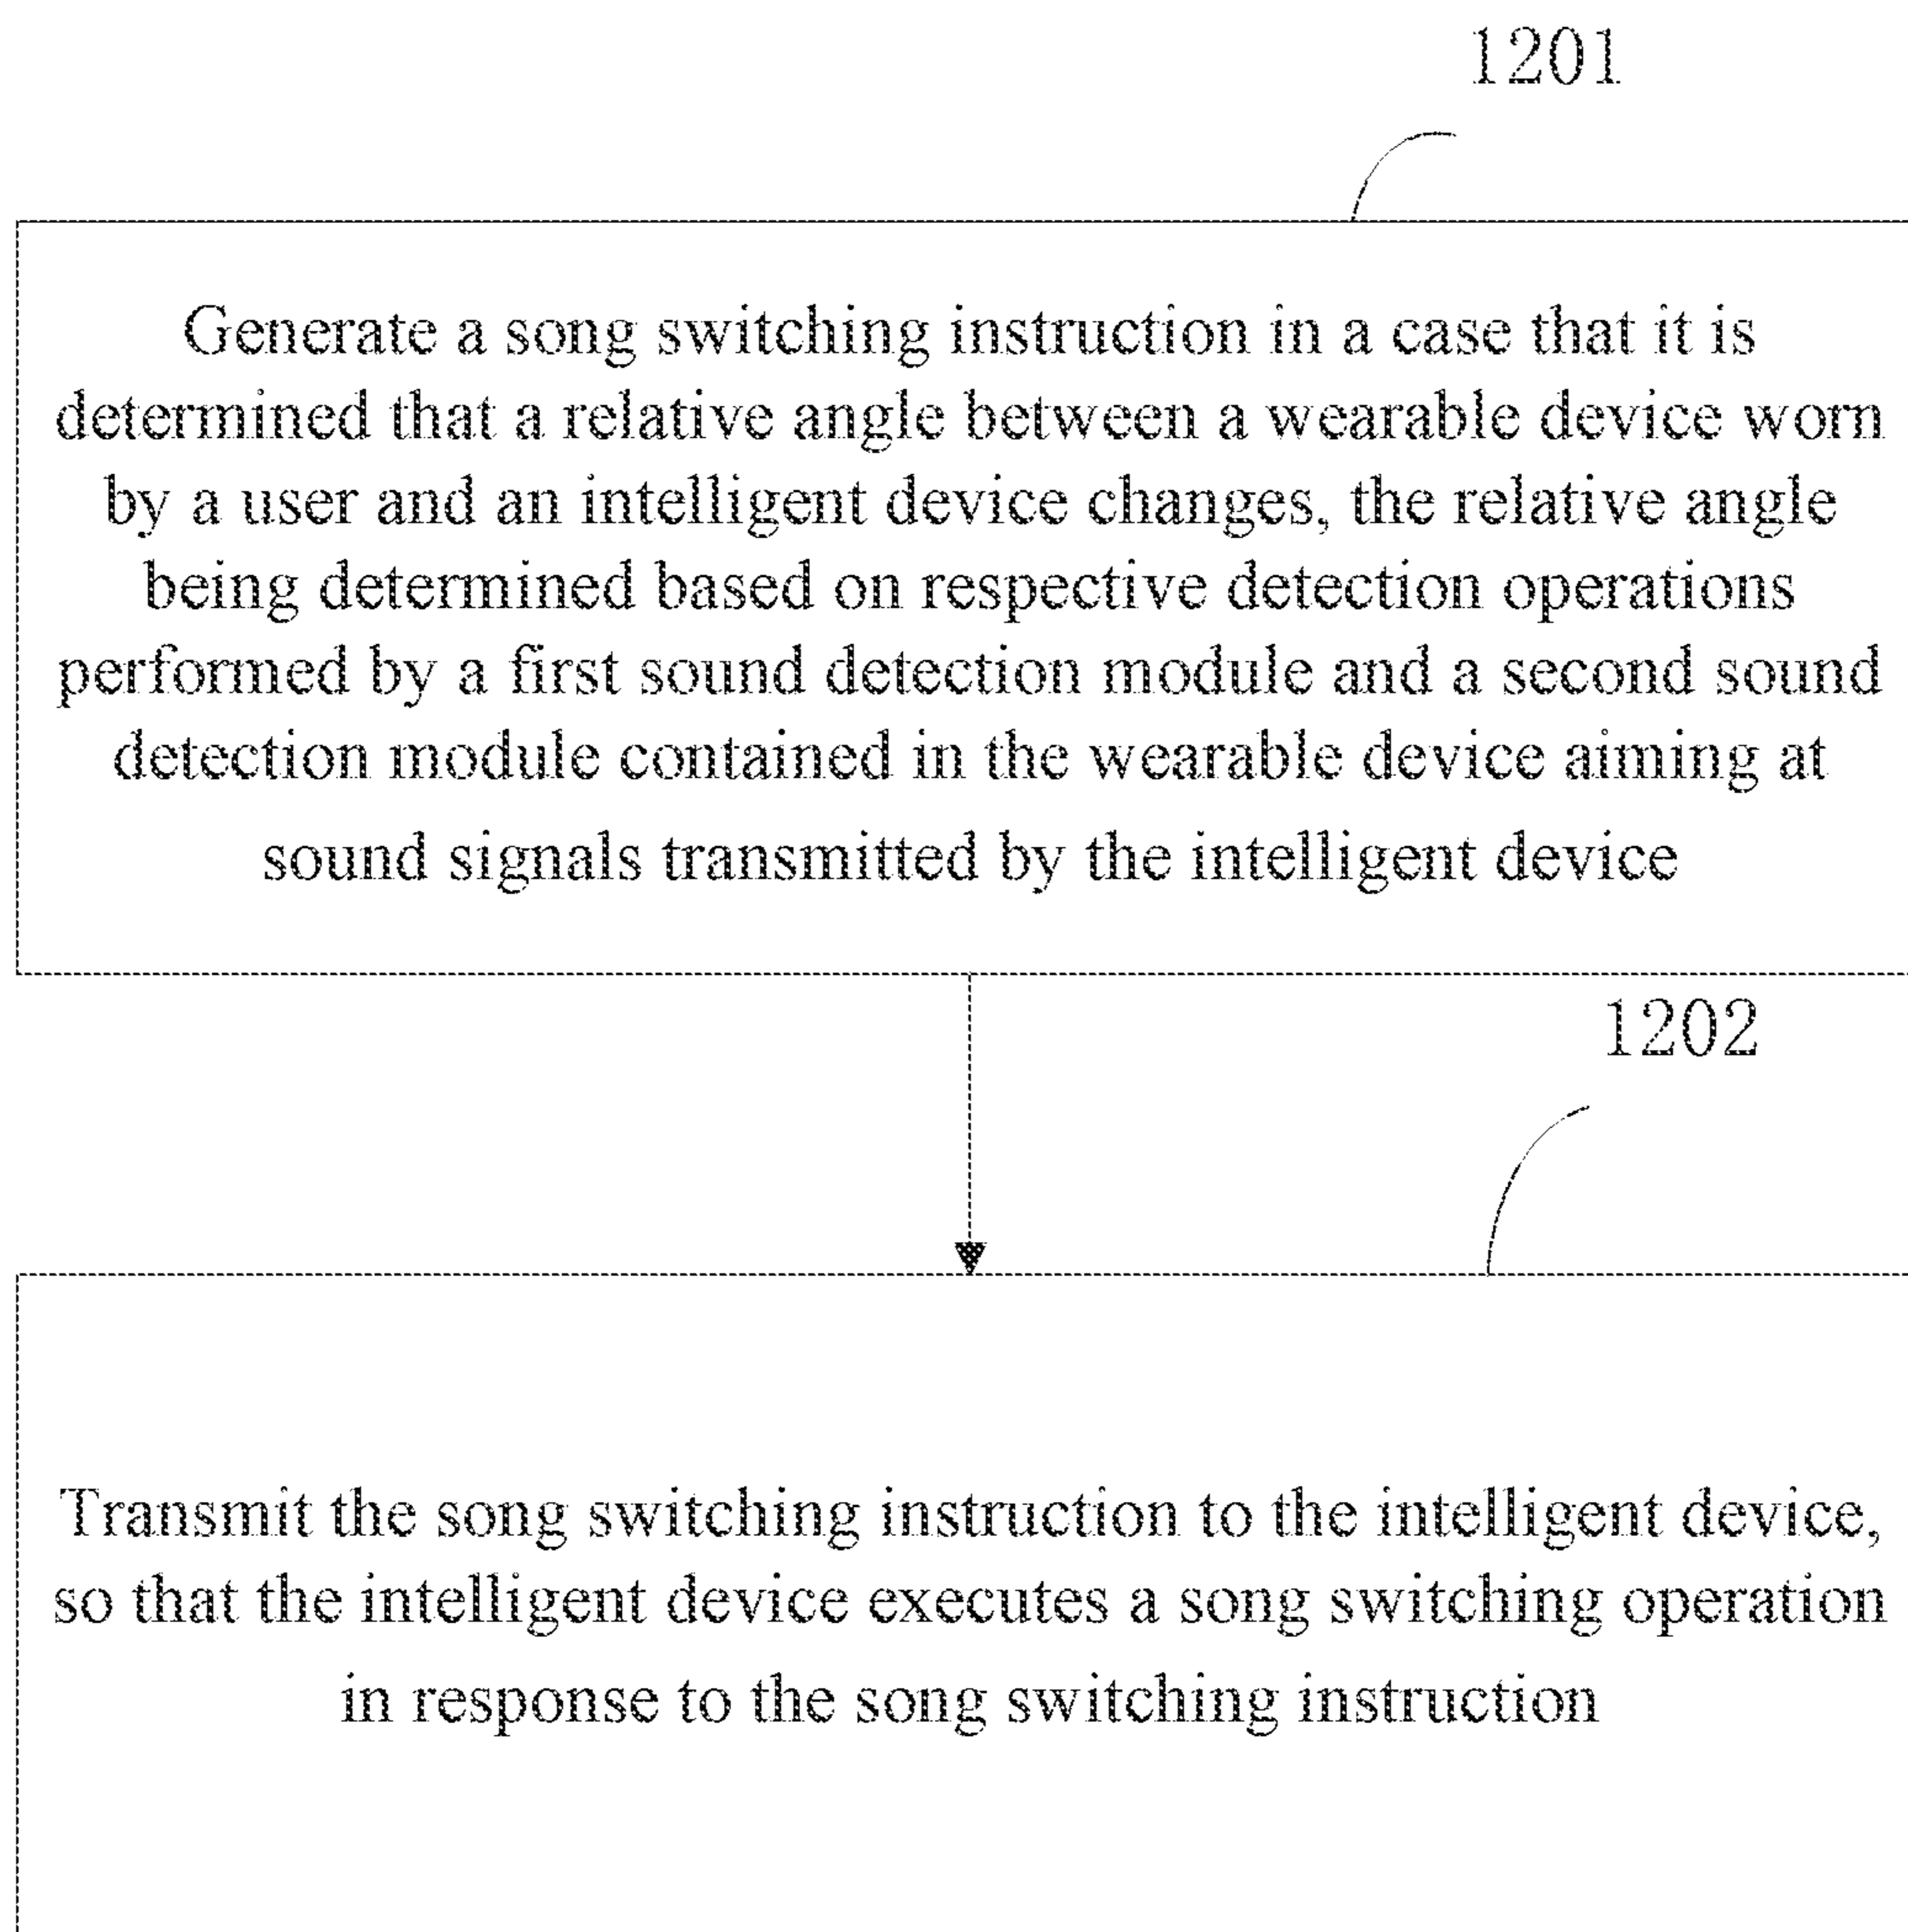 1201
Generate a song switching instruction in a case that it is
determined that a relative angle between a wearable device worn
by a user and an intelligent device changes, the relative angle
being determined based on respective detection operations
performed by a first sound detection module and a second sound
detection module contained in the wearable device aiming at
sound signals transmitted by the intelligent device
1202
Transmit the song switching instruction to the intelligent device,
so that the intelligent device executes a song switching operation
in response to the song switching instruction